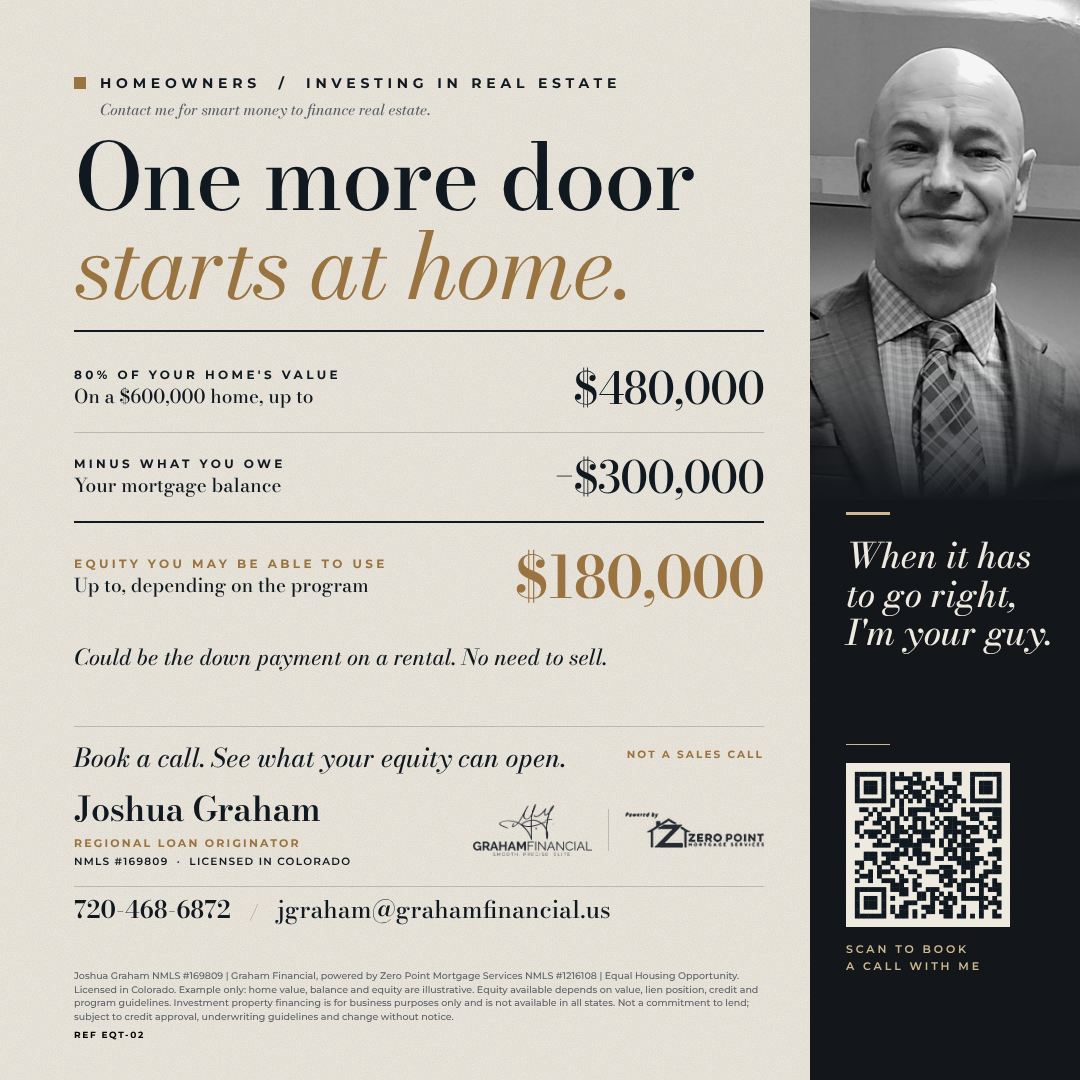 HOMEOWNERS / INVESTING IN REAL ESTATE
Contact me for smart money to finance real estate.
One more door
starts at home.
80% OF YOUR HOME'S VALUE
On a $600,000 home, up to
$480,000
MINUS WHAT YOU OWE
Your mortgage balance
–$300,000
EQUITY YOU MAY BE ABLE TO USE
Up to, depending on the program
$180,000
Could be the down payment on a rental. No need to sell.
Book a call. See what your equity can open.
NOT A SALES CALL
Joshua Graham
REGIONAL LOAN ORIGINATOR
NMLS #169809 · LICENSED IN COLORADO
GRAHAMFINANCIAL
SMOOTH. PRECISE. ELITE.
Powered by
ZERO POINT
MORTGAGE SERVICES
720-468-6872 / jgraham@grahamfinancial.us
Joshua Graham NMLS #169809 | Graham Financial, powered by Zero Point Mortgage Services NMLS #1216108 | Equal Housing Opportunity.
Licensed in Colorado. Example only: home value, balance and equity are illustrative. Equity available depends on value, lien position, credit and
program guidelines. Investment property financing is for business purposes only and is not available in all states. Not a commitment to lend;
subject to credit approval, underwriting guidelines and change without notice.
REF EQT-02
When it has
to go right,
I'm your guy.
SCAN TO BOOK
A CALL WITH ME